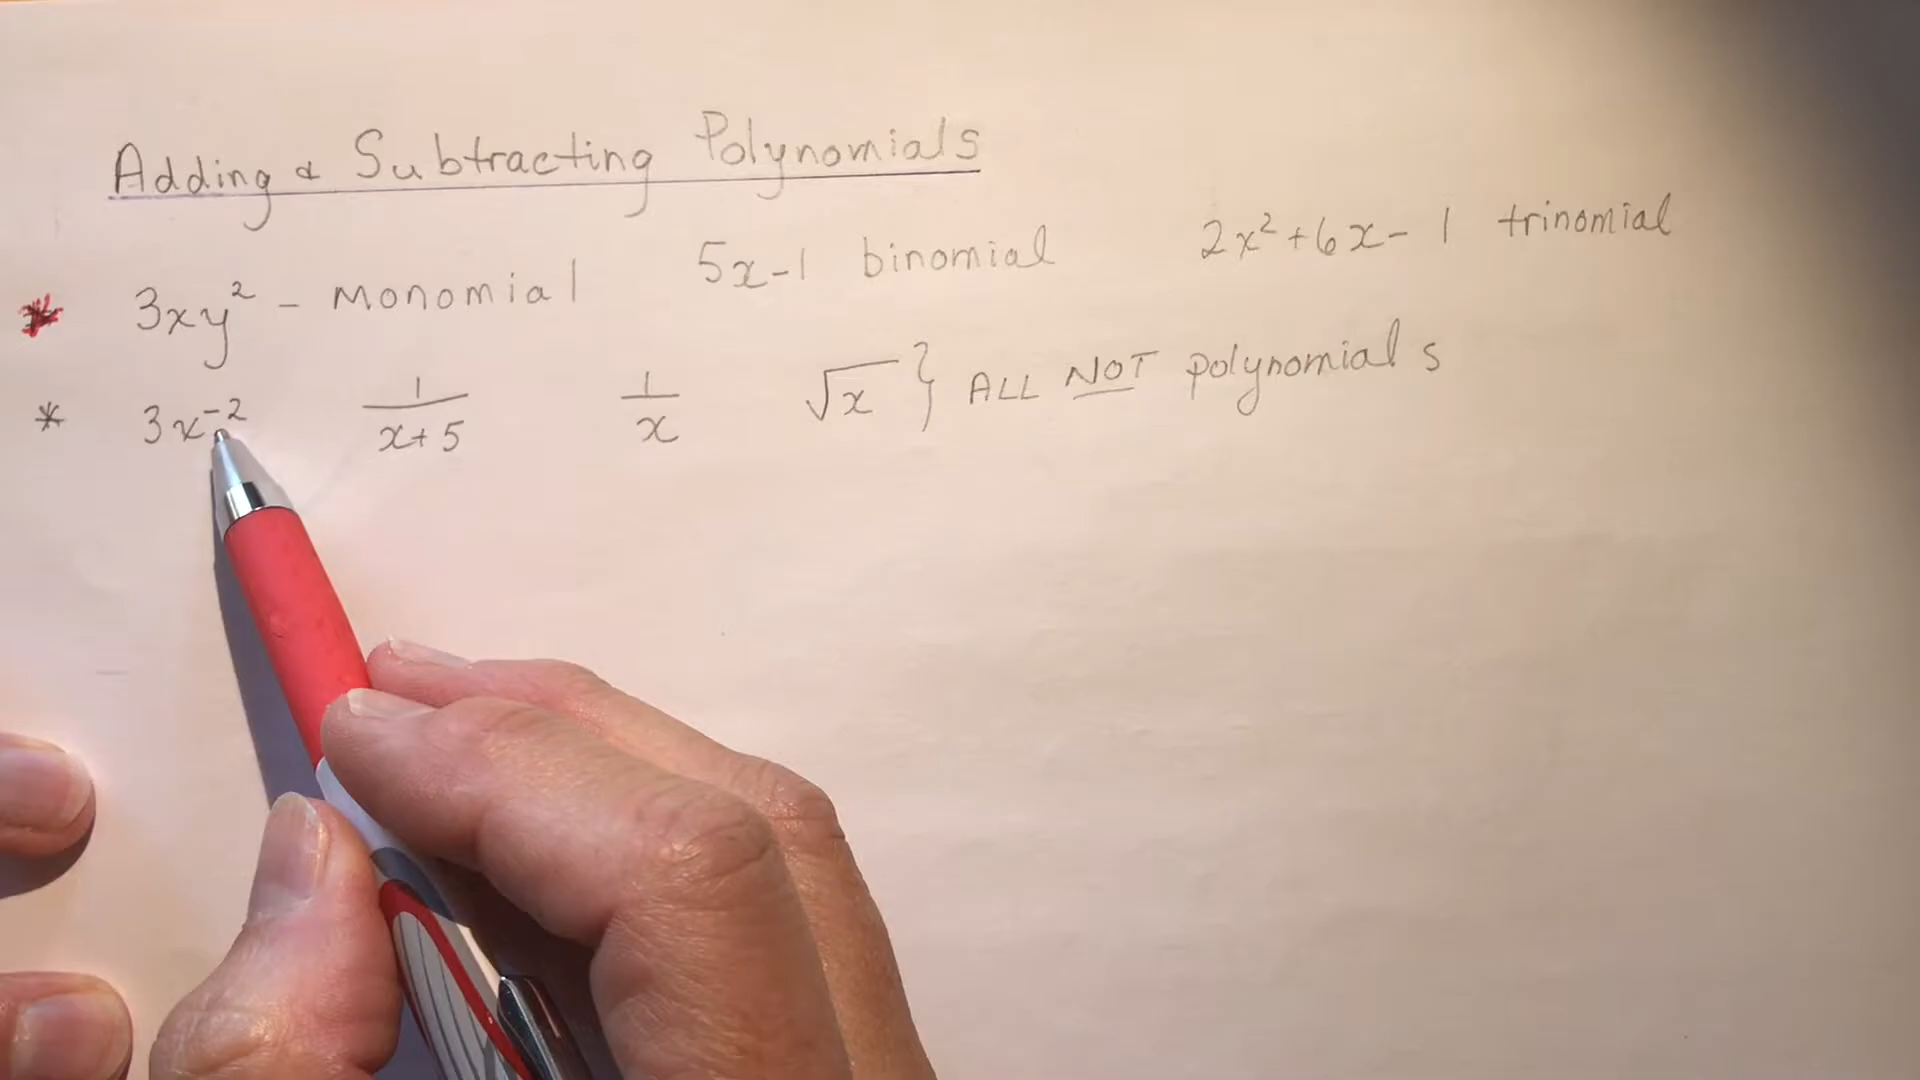 Adding & Subtracting Polynomials
* 3xy² - monomial 5x-1 binomial 2x²+6x-1 trinomial
* 3x⁻² 1/(x+5) 1/x √x } ALL NOT polynomials